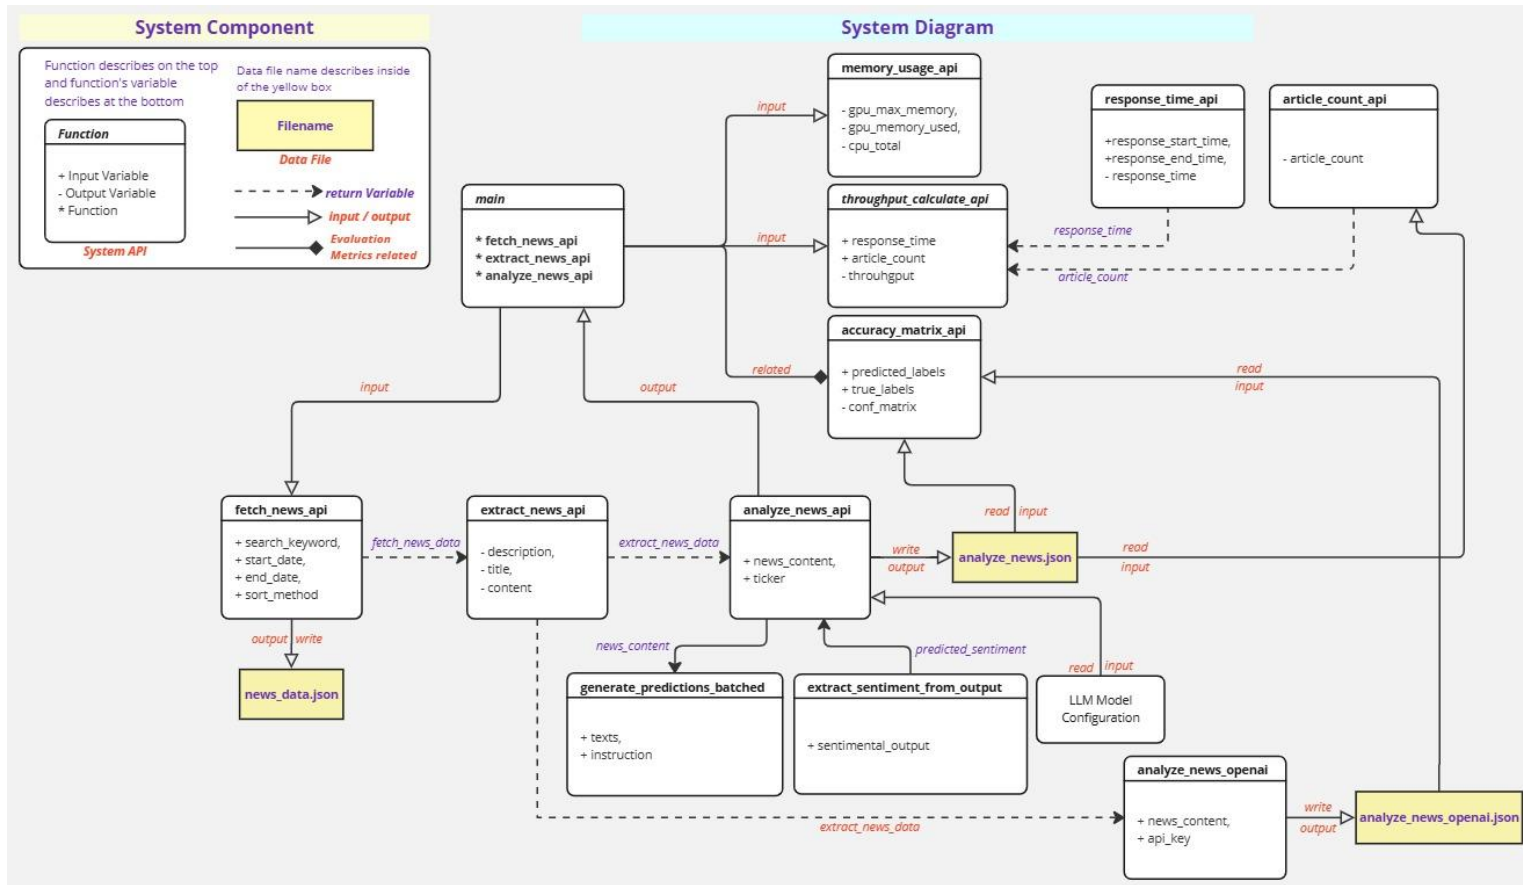 System Component
Function describes on the top
and function's variable
describes at the bottom
Data file name describes inside
of the yellow box
Function
+ Input Variable
- Output Variable
* Function
System API
Filename
Data File
return Variable
input / output
Evaluation
Metrics related
System Diagram
memory_usage_api
- gpu_max_memory,
- gpu_memory_used,
- cpu_total
response_time_api
+response_start_time,
+response_end_time,
- response_time
article_count_api
- article_count
main
* fetch_news_api
* extract_news_api
* analyze_news_api
input
input
related
throughput_calculate_api
+ response_time
+ article_count
- throuhgput
response_time
article_count
accuracy_matrix_api
+ predicted_labels
+ true_labels
- conf_matrix
read
input
input
output
fetch_news_api
+ search_keyword,
+ start_date,
+ end_date,
+ sort_method
fetch_news_data
extract_news_api
- description,
- title,
- content
extract_news_data
analyze_news_api
+ news_content,
+ ticker
write
output
read input
analyze_news.json
read
input
output write
news_data.json
news_content
predicted_sentiment
read input
generate_predictions_batched
+ texts,
+ instruction
extract_sentiment_from_output
+ sentimental_output
LLM Model
Configuration
extract_news_data
analyze_news_openai
+ news_content,
+ api_key
write
output
analyze_news_openai.json